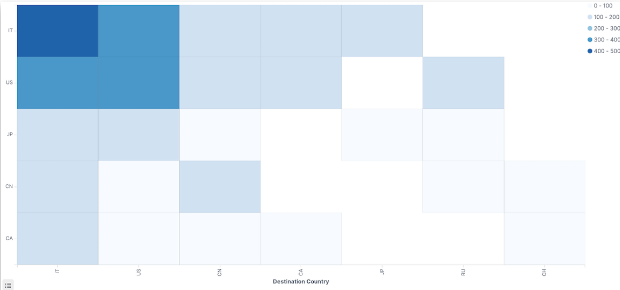 IT
US
JP
CN
CA
0 - 100
100 - 200
200 - 300
300 - 400
400 - 500
IT
US
CN
CA
JP
RU
CH
Destination Country